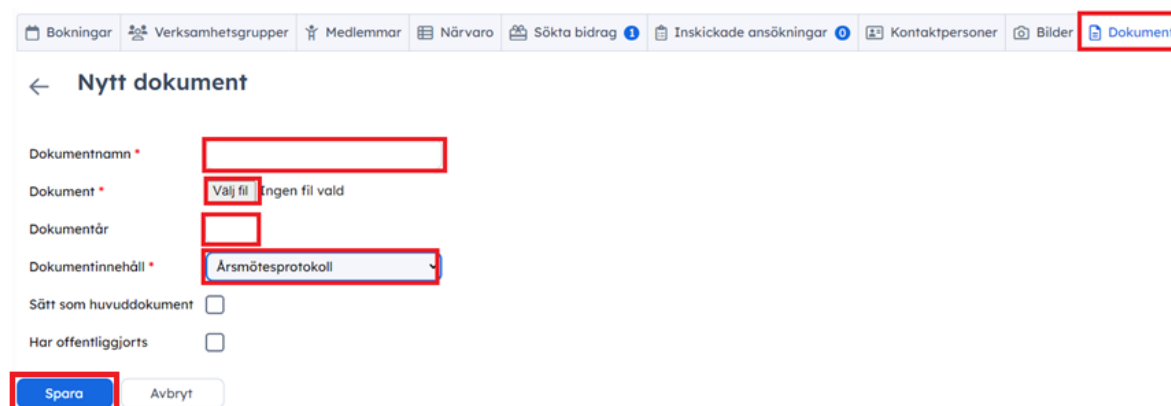 Bokningar Verksamhetsgrupper Medlemmar Närvaro Sökta bidrag 1 Inskickade ansökningar 0 Kontaktpersoner Bilder Dokument
Nytt dokument
Dokumentnamn *
Dokument * Välj fil Ingen fil vald
Dokumentår
Dokumentinnehåll * Årsmötesprotokoll
Sätt som huvuddokument
Har offentliggjorts
Spara Avbryt